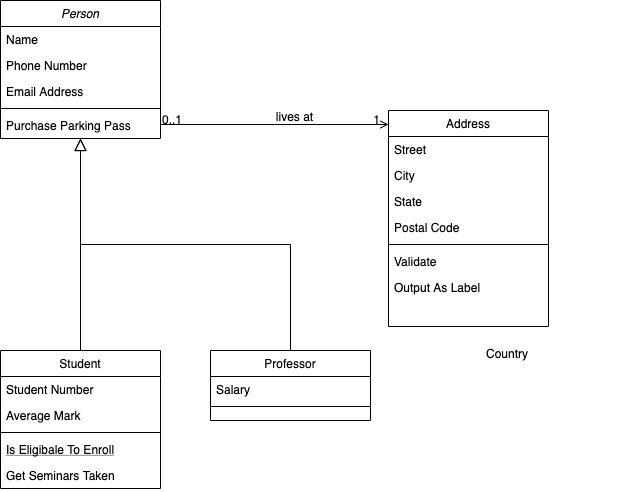 Person
Name
Phone Number
Email Address
Purchase Parking Pass
0..1
lives at
1
Address
Street
City
State
Postal Code
Validate
Output As Label
Country
Student
Student Number
Average Mark
Is Eligibale To Enroll
Get Seminars Taken
Professor
Salary